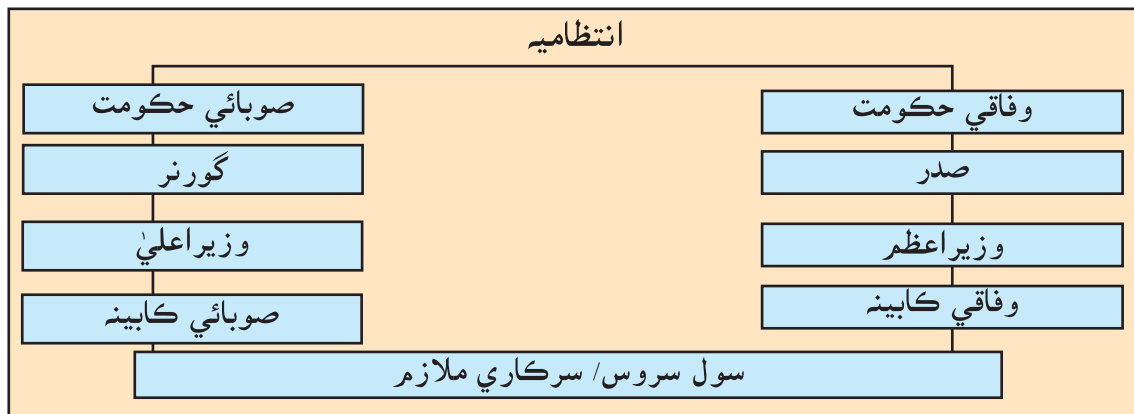 انتظاميہ
وفاقي حڪومت
صوبائي حڪومت
صدر
گورنر
وزيراعظم
وزيراعليٰ
وفاقي ڪابينہ
صوبائي ڪابينہ
سول سروس/ سرڪاري ملازم